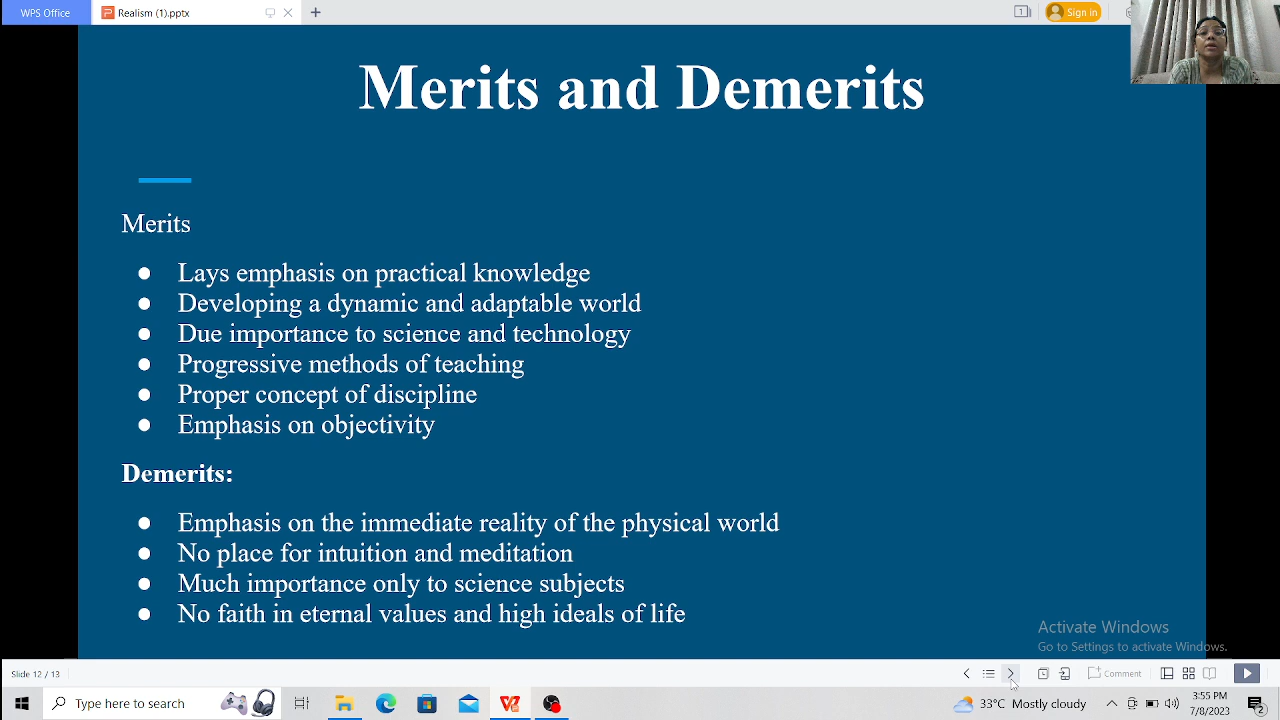 WPS Office
Realism (1).pptx
Sign in
Merits and Demerits
Merits
● Lays emphasis on practical knowledge
● Developing a dynamic and adaptable world
● Due importance to science and technology
● Progressive methods of teaching
● Proper concept of discipline
● Emphasis on objectivity
Demerits:
● Emphasis on the immediate reality of the physical world
● No place for intuition and meditation
● Much importance only to science subjects
● No faith in eternal values and high ideals of life
Activate Windows
Go to Settings to activate Windows.
Slide 12 / 13
Comment
Type here to search
33°C Mostly cloudy
3:55 PM
7/8/2023
2